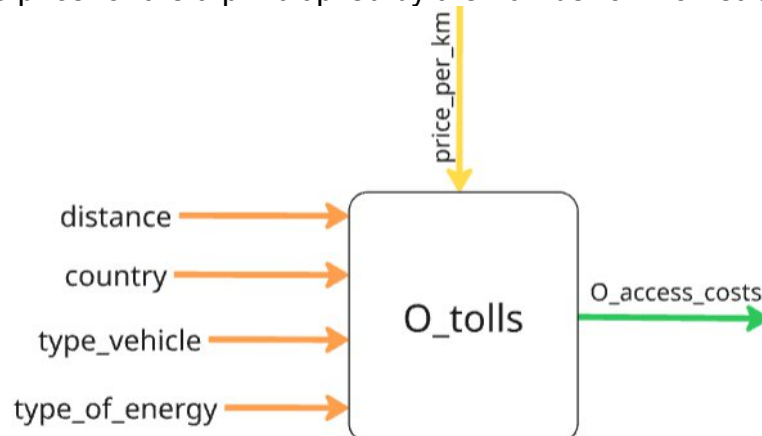 price_per_km
distance
country
type_vehicle
type_of_energy
O_tolls
O_access_costs